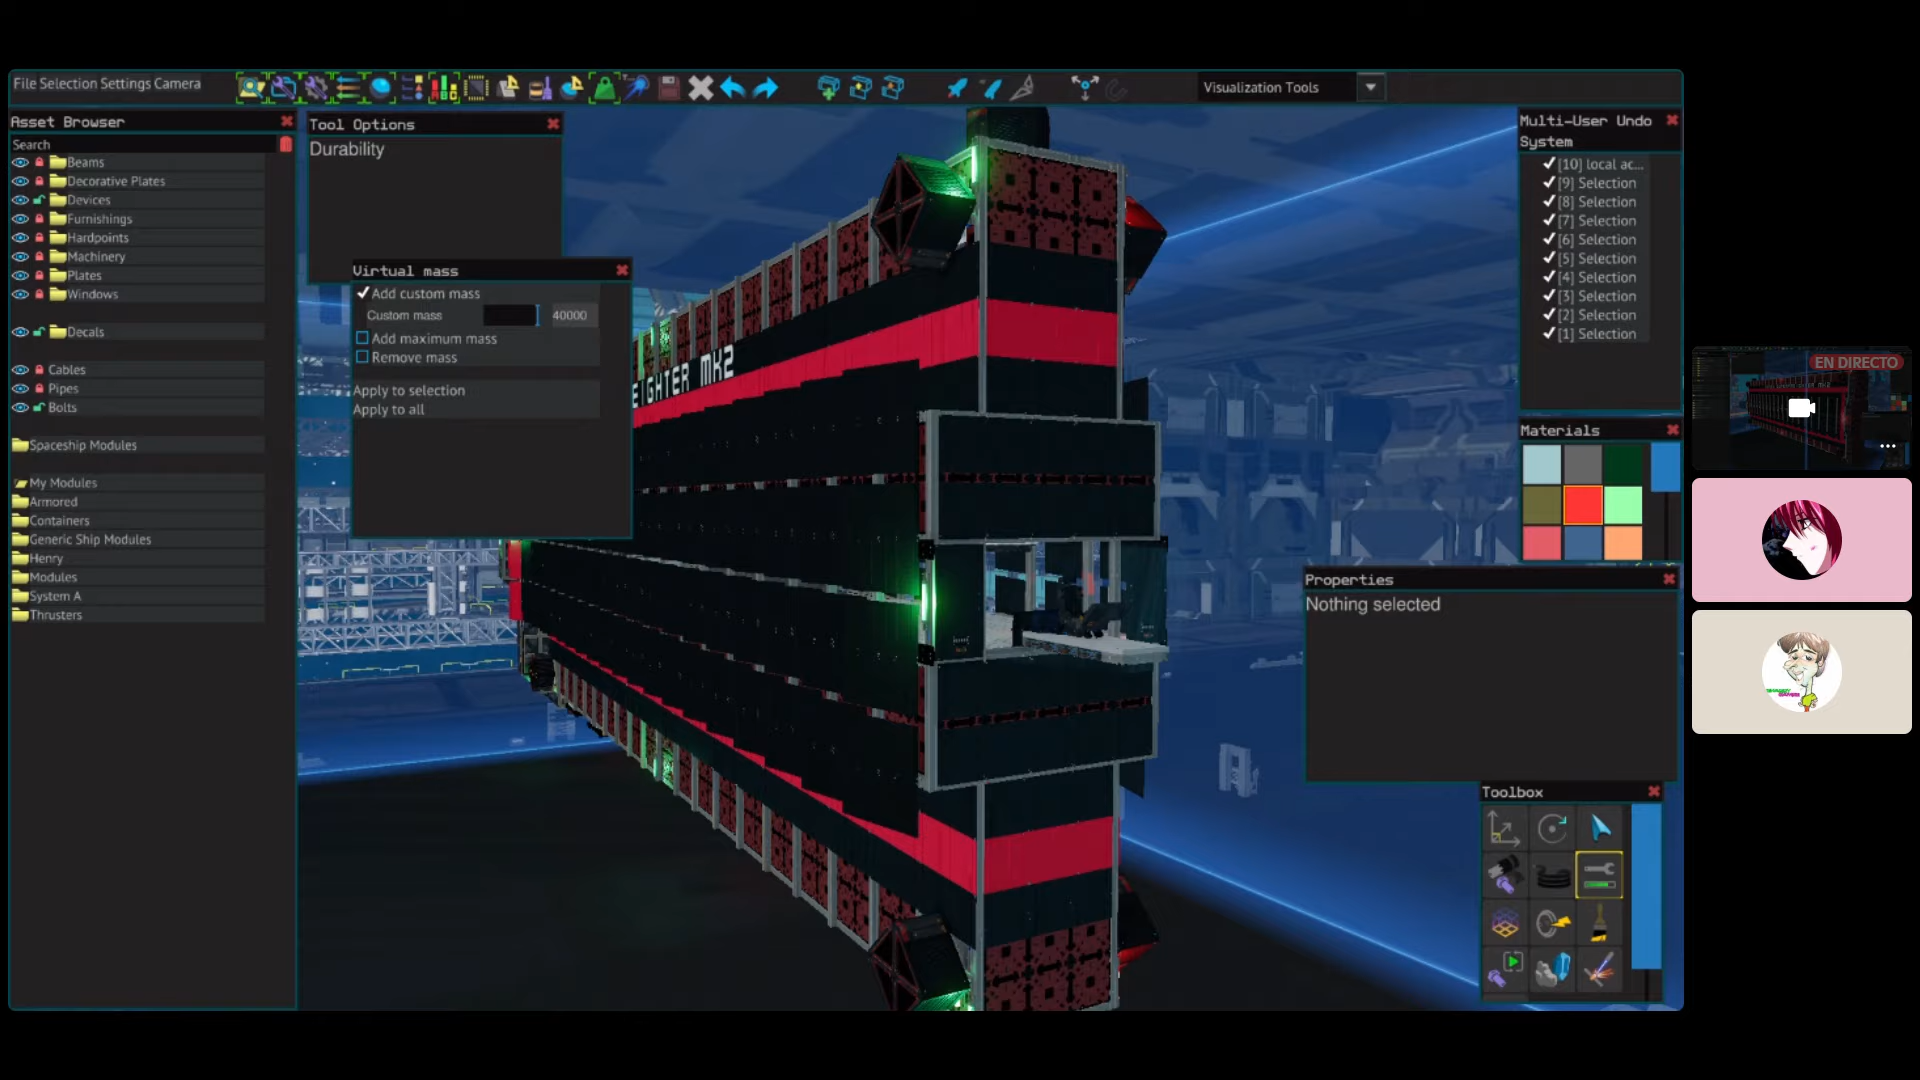 File Selection Settings Camera
Visualization Tools
Asset Browser
Search
Beams
Decorative Plates
Devices
Furnishings
Hardpoints
Machinery
Plates
Windows
Decals
Cables
Pipes
Bolts
Spaceship Modules
My Modules
Armored
Containers
Generic Ship Modules
Henry
Modules
System A
Thrusters
Tool Options
Durability
Virtual mass
Add custom mass
Custom mass 40000
Add maximum mass
Remove mass
Apply to selection
Apply to all
EIGHTER MK2
Multi-User Undo
System
[10] local ac...
[9] Selection
[8] Selection
[7] Selection
[6] Selection
[5] Selection
[4] Selection
[3] Selection
[2] Selection
[1] Selection
Materials
Properties
Nothing selected
Toolbox
EN DIRECTO